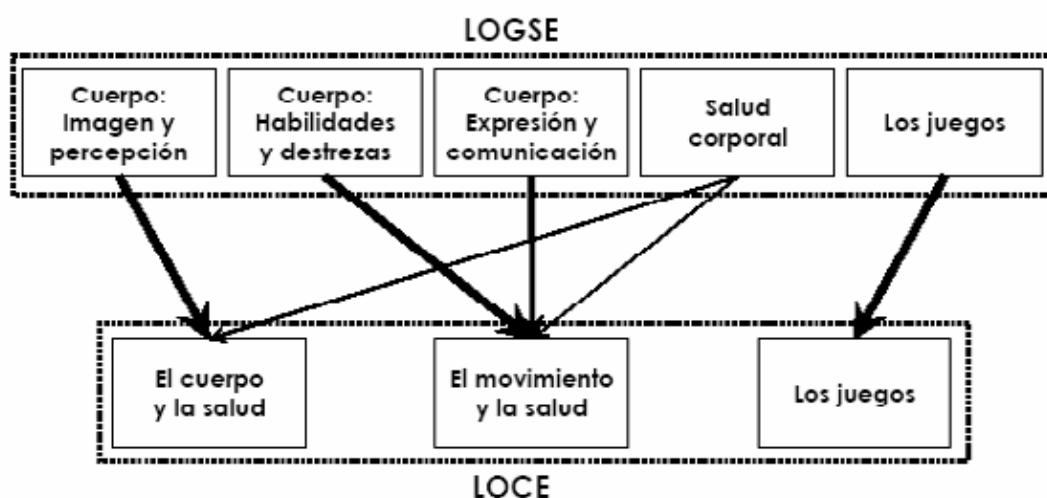 LOGSE
Cuerpo:
Imagen y
percepción
Cuerpo:
Habilidades
y destrezas
Cuerpo:
Expresión y
comunicación
Salud
corporal
Los juegos
El cuerpo
y la salud
El movimiento
y la salud
Los juegos
LOCE